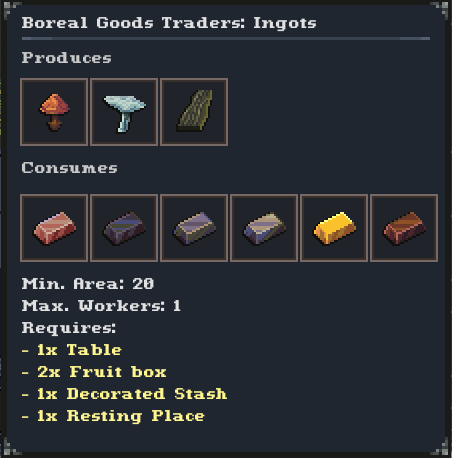 Boreal Goods Traders: Ingots
Produces
Consumes
Min. Area: 20
Max. Workers: 1
Requires:
- 1x Table
- 2x Fruit box
- 1x Decorated Stash
- 1x Resting Place